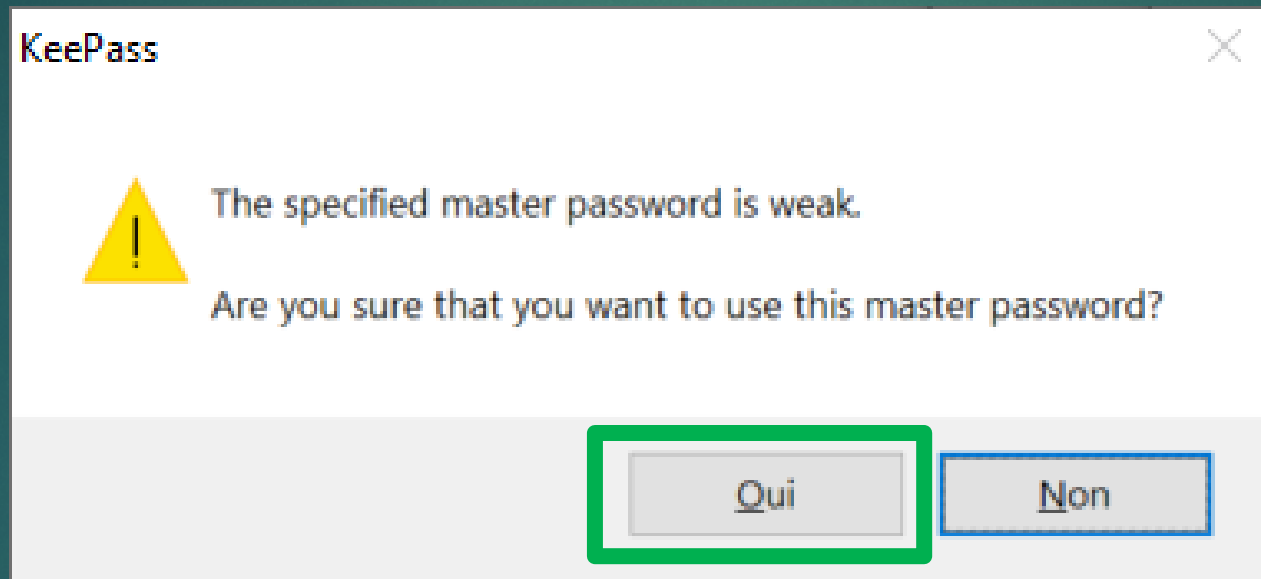 KeePass
The specified master password is weak.
Are you sure that you want to use this master password?
Oui Non